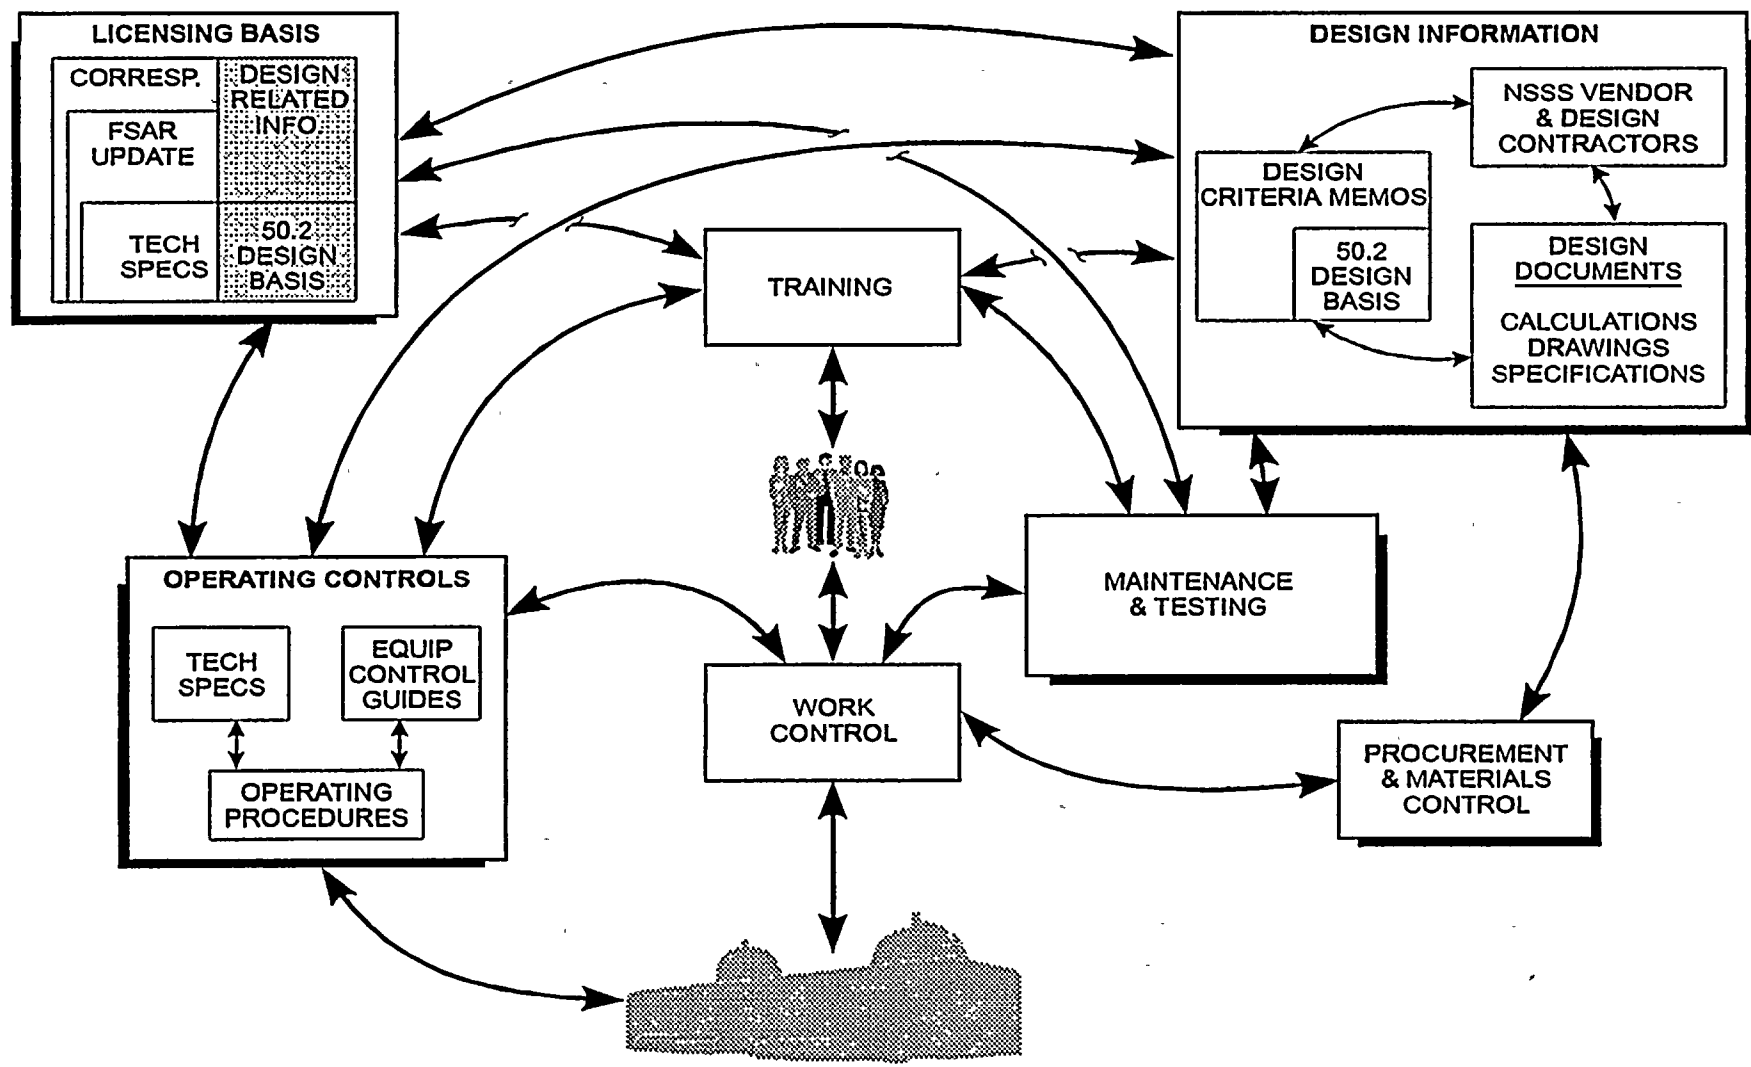 LICENSING BASIS
CORRESP.
DESIGN
RELATED
INFO.
FSAR
UPDATE
TECH
SPECS
50.2
DESIGN
BASIS
DESIGN INFORMATION
NSSS VENDOR
& DESIGN
CONTRACTORS
DESIGN
CRITERIA MEMOS
50.2
DESIGN
BASIS
DESIGN
DOCUMENTS
CALCULATIONS
DRAWINGS
SPECIFICATIONS
TRAINING
OPERATING CONTROLS
TECH
SPECS
EQUIP
CONTROL
GUIDES
OPERATING
PROCEDURES
MAINTENANCE
& TESTING
WORK
CONTROL
PROCUREMENT
& MATERIALS
CONTROL